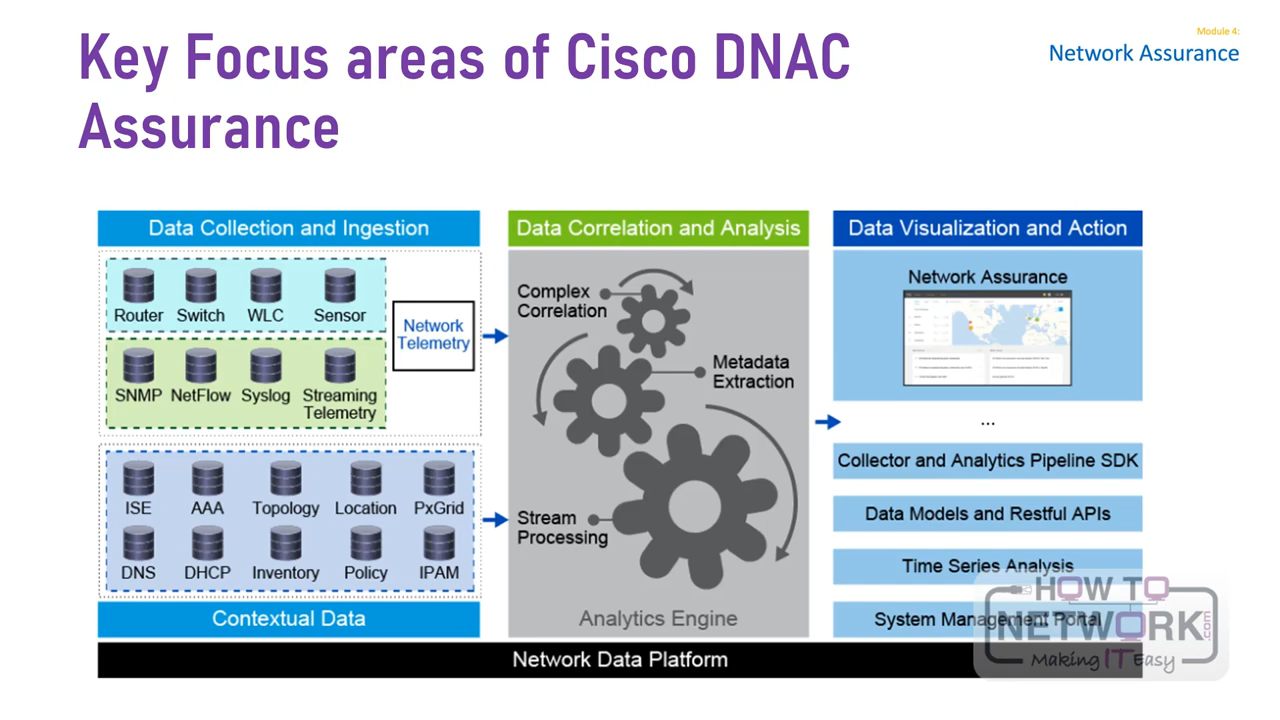 Key Focus areas of Cisco DNAC
Assurance
Module 4:
Network Assurance
Data Collection and Ingestion
Router Switch WLC Sensor
SNMP NetFlow Syslog Streaming
Telemetry
Network
Telemetry
ISE AAA Topology Location PxGrid
DNS DHCP Inventory Policy IPAM
Contextual Data
Data Correlation and Analysis
Complex
Correlation
Metadata
Extraction
Stream
Processing
Analytics Engine
Data Visualization and Action
Network Assurance
...
Collector and Analytics Pipeline SDK
Data Models and Restful APIs
Time Series Analysis
System Management Portal
Network Data Platform
HOW TO
NETWORK.com
Making IT Easy